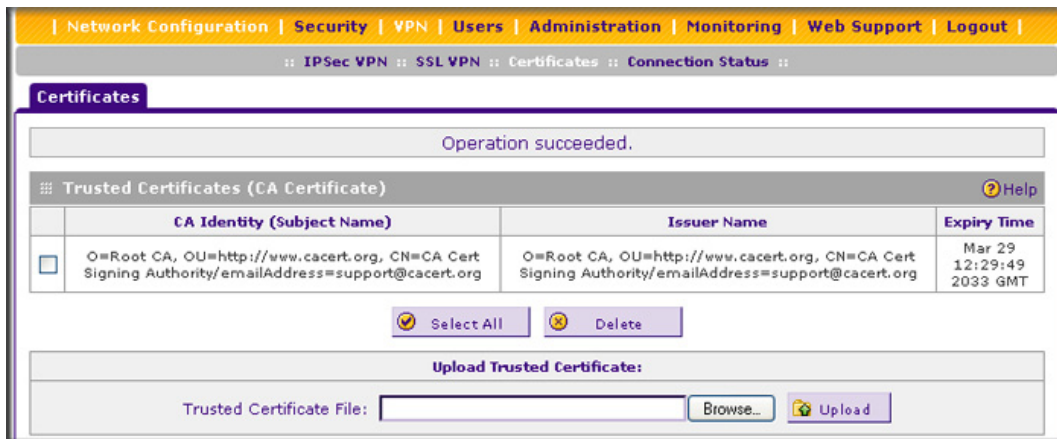 | Network Configuration | Security | VPN | Users | Administration | Monitoring | Web Support | Logout |
:: IPSec VPN :: SSL VPN :: Certificates :: Connection Status ::
Certificates
Operation succeeded.
Trusted Certificates (CA Certificate) Help
CA Identity (Subject Name) Issuer Name Expiry Time
O=Root CA, OU=http://www.cacert.org, CN=CA Cert
Signing Authority/emailAddress=support@cacert.org
O=Root CA, OU=http://www.cacert.org, CN=CA Cert
Signing Authority/emailAddress=support@cacert.org
Mar 29
12:29:49
2033 GMT
Select All Delete
Upload Trusted Certificate:
Trusted Certificate File: Browse... Upload